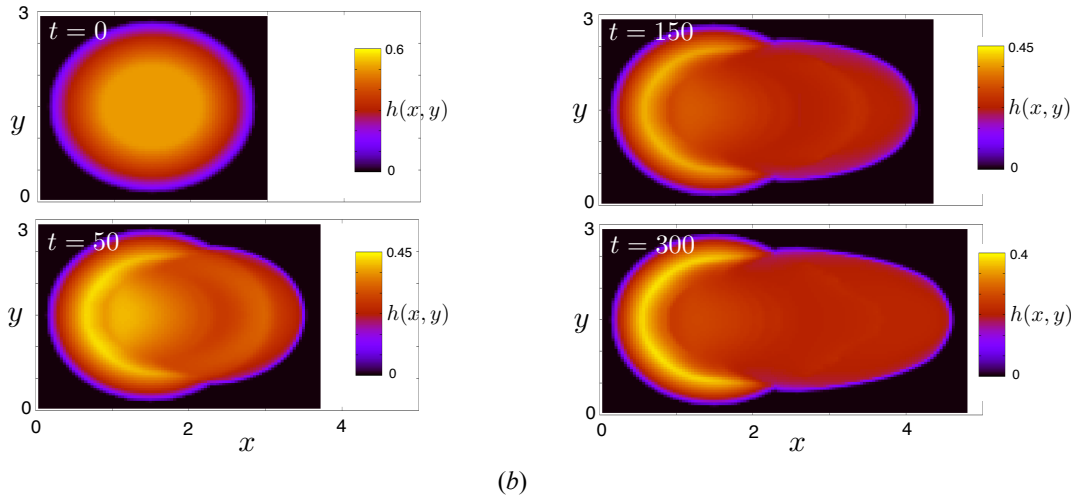 t = 0
3
y
0
0.6
h(x, y)
0
t = 50
3
y
0
0 2 4
x
0.45
h(x, y)
0
t = 150
3
y
0
0.45
h(x, y)
0
t = 300
3
y
0
0 2 4
x
0.4
h(x, y)
0
(b)